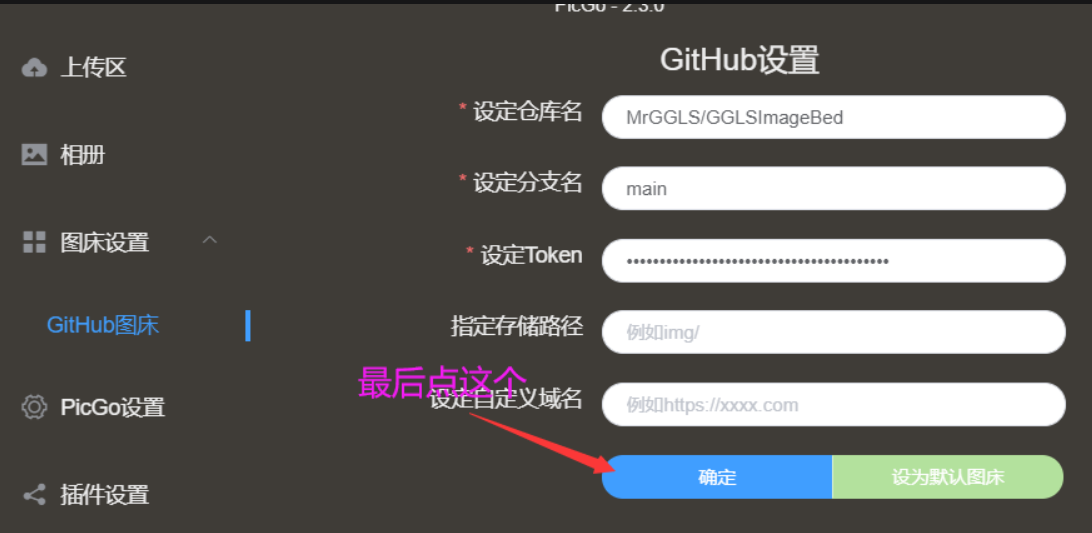 PicGo - 2.3.0
上传区
相册
图床设置
GitHub图床
PicGo设置
插件设置
GitHub设置
* 设定仓库名 MrGGLS/GGLSImageBed
* 设定分支名 main
* 设定Token ••••••••••••••••••••••••••••••••••••••••
指定存储路径 例如img/
最后点这个
设定自定义域名 例如https://xxxx.com
确定 设为默认图床